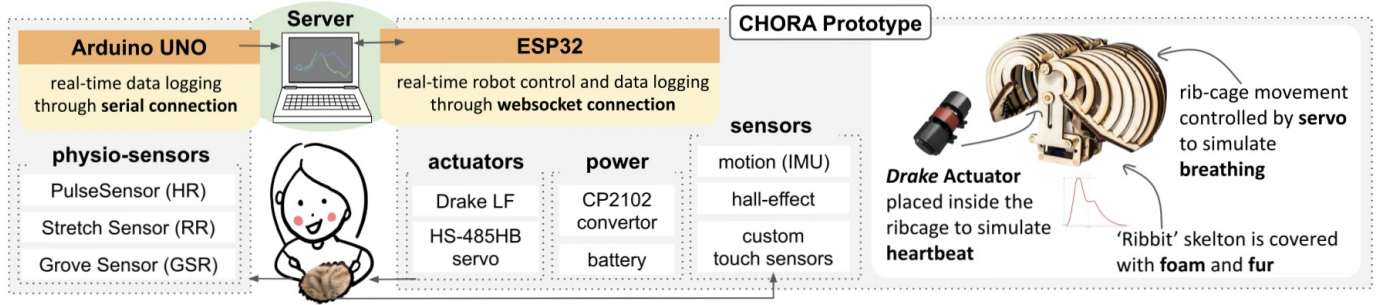 Server
CHORA Prototype
Arduino UNO
real-time data logging
through serial connection
ESP32
real-time robot control and data logging
through websocket connection
physio-sensors
PulseSensor (HR)
Stretch Sensor (RR)
Grove Sensor (GSR)
actuators
Drake LF
HS-485HB
servo
power
CP2102
convertor
battery
sensors
motion (IMU)
hall-effect
custom
touch sensors
Drake Actuator
placed inside the
ribcage to simulate
heartbeat
rib-cage movement
controlled by servo
to simulate
breathing
‘Ribbit’ skelton is covered
with foam and fur